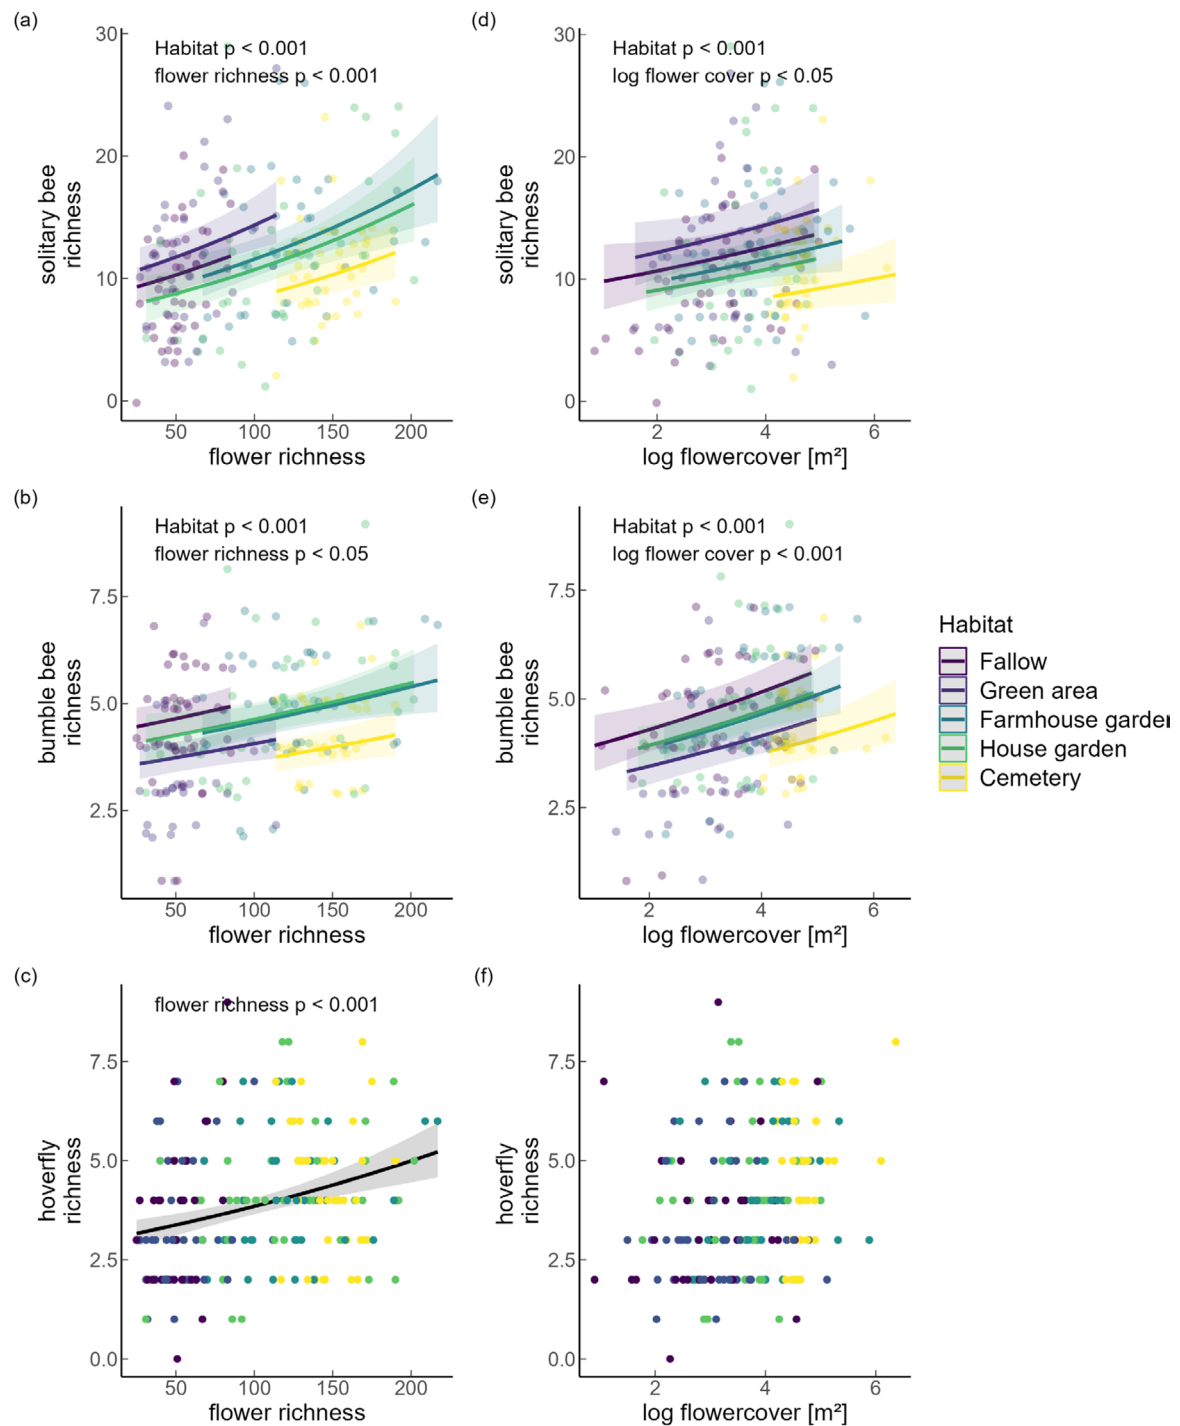 (a)
Habitat p < 0.001
flower richness p < 0.001
30
20
10
0
solitary bee
richness
50 100 150 200
flower richness
(d)
Habitat p < 0.001
log flower cover p < 0.05
30
20
10
0
solitary bee
richness
2 4 6
log flowercover [m²]
(b)
Habitat p < 0.001
flower richness p < 0.05
7.5
5.0
2.5
bumble bee
richness
50 100 150 200
flower richness
(e)
Habitat p < 0.001
log flower cover p < 0.001
7.5
5.0
2.5
bumble bee
richness
2 4 6
log flowercover [m²]
Habitat
Fallow
Green area
Farmhouse garder
House garden
Cemetery
(c)
flower richness p < 0.001
7.5
5.0
2.5
0.0
hoverfly
richness
50 100 150 200
flower richness
(f)
7.5
5.0
2.5
0.0
hoverfly
richness
2 4 6
log flowercover [m²]